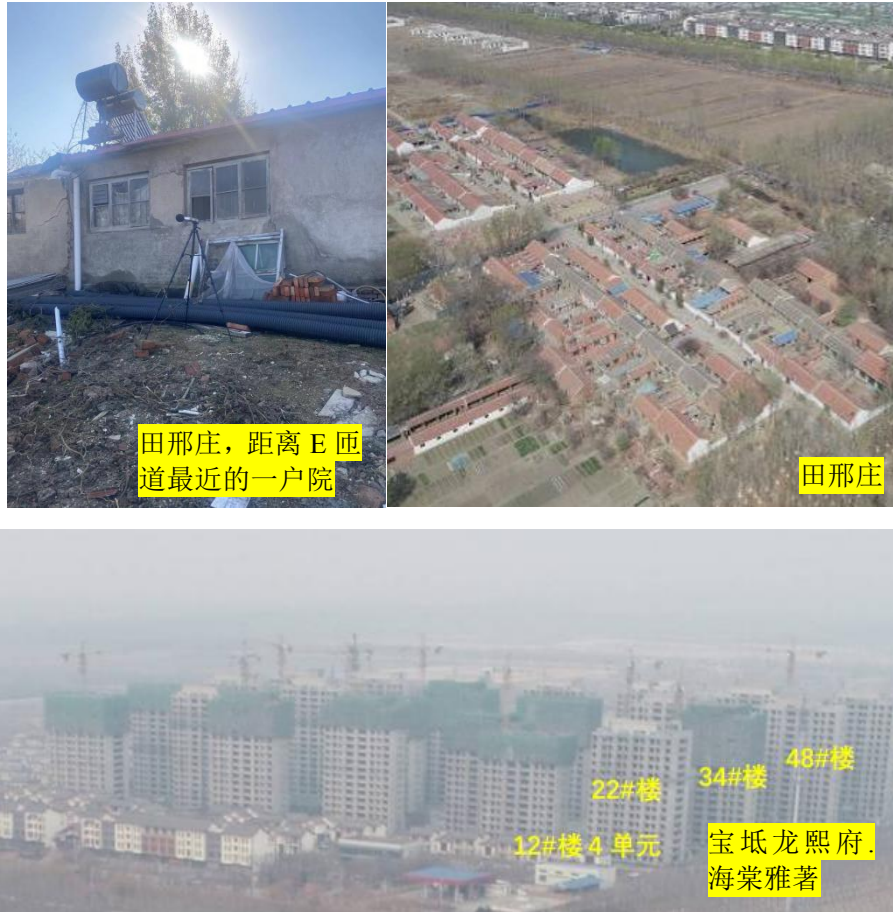 田邢庄，距离 E 匝
道最近的一户院
田邢庄
48#楼
34#楼
22#楼
12#楼 4 单元
宝坻龙熙府.
海棠雅著